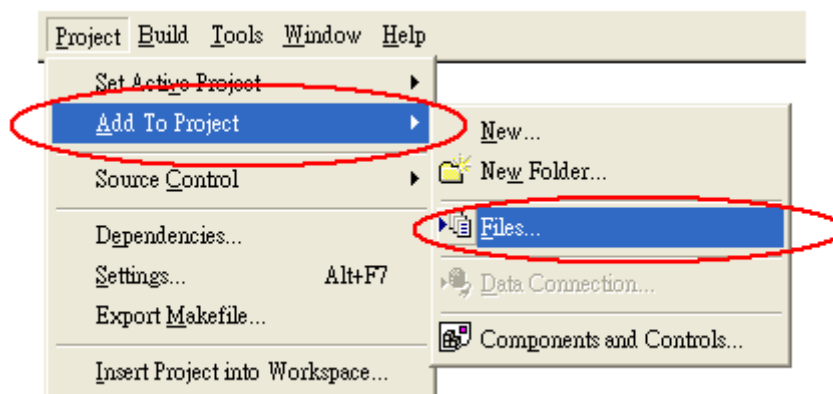 Project Build Tools Window Help
Set Active Project
Add To Project
Source Control
Dependencies...
Settings... Alt+F7
Export Makefile...
Insert Project into Workspace...
New...
New Folder...
Files...
Data Connection...
Components and Controls...